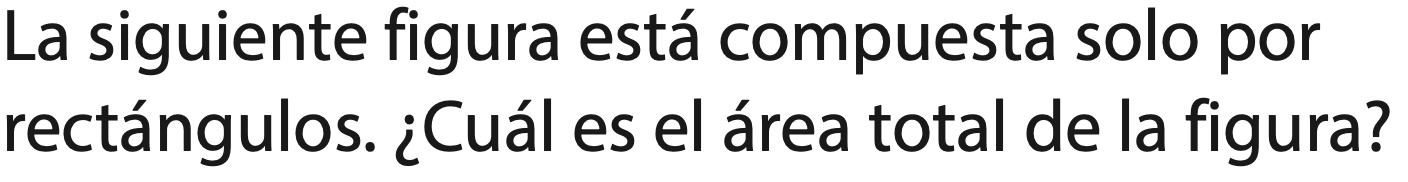 La siguiente figura está compuesta solo por
rectángulos. ¿Cuál es el área total de la figura?